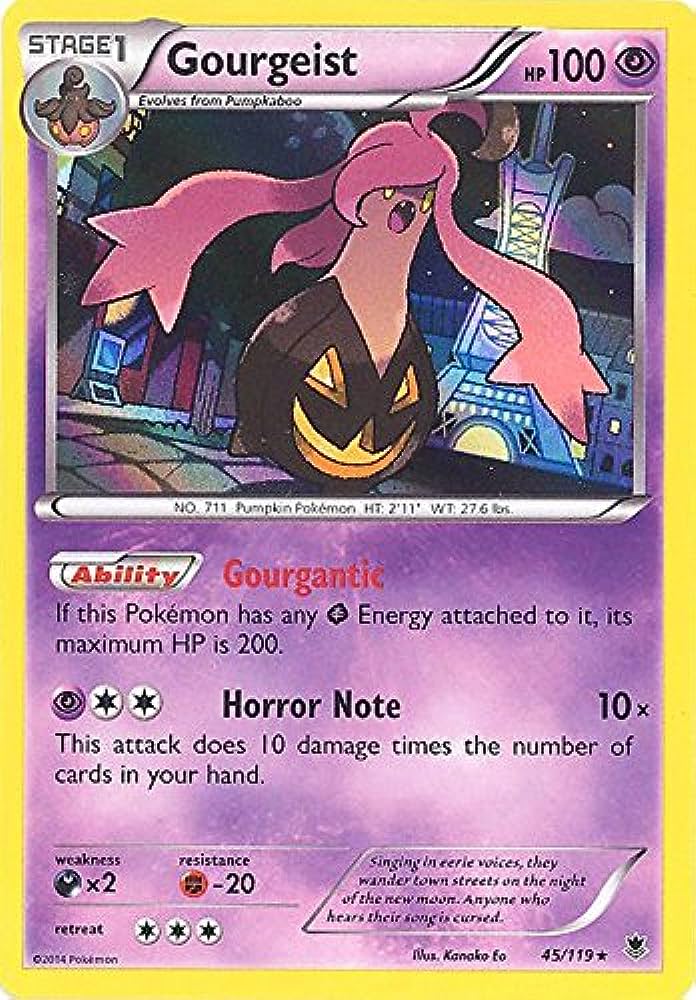 STAGE1
Gourgeist
HP100
Evolves from Pumpkaboo
NO. 711 Pumpkin Pokémon HT: 2'11" WT: 27.6 lbs.
Ability Gourgantic
If this Pokémon has any Energy attached to it, its
maximum HP is 200.
Horror Note 10x
This attack does 10 damage times the number of
cards in your hand.
weakness resistance
x2 -20
retreat
Singing in eerie voices, they
wander town streets on the night
of the new moon. Anyone who
hears their song is cursed.
©2014 Pokémon Illus. Kanako Eo 45/119